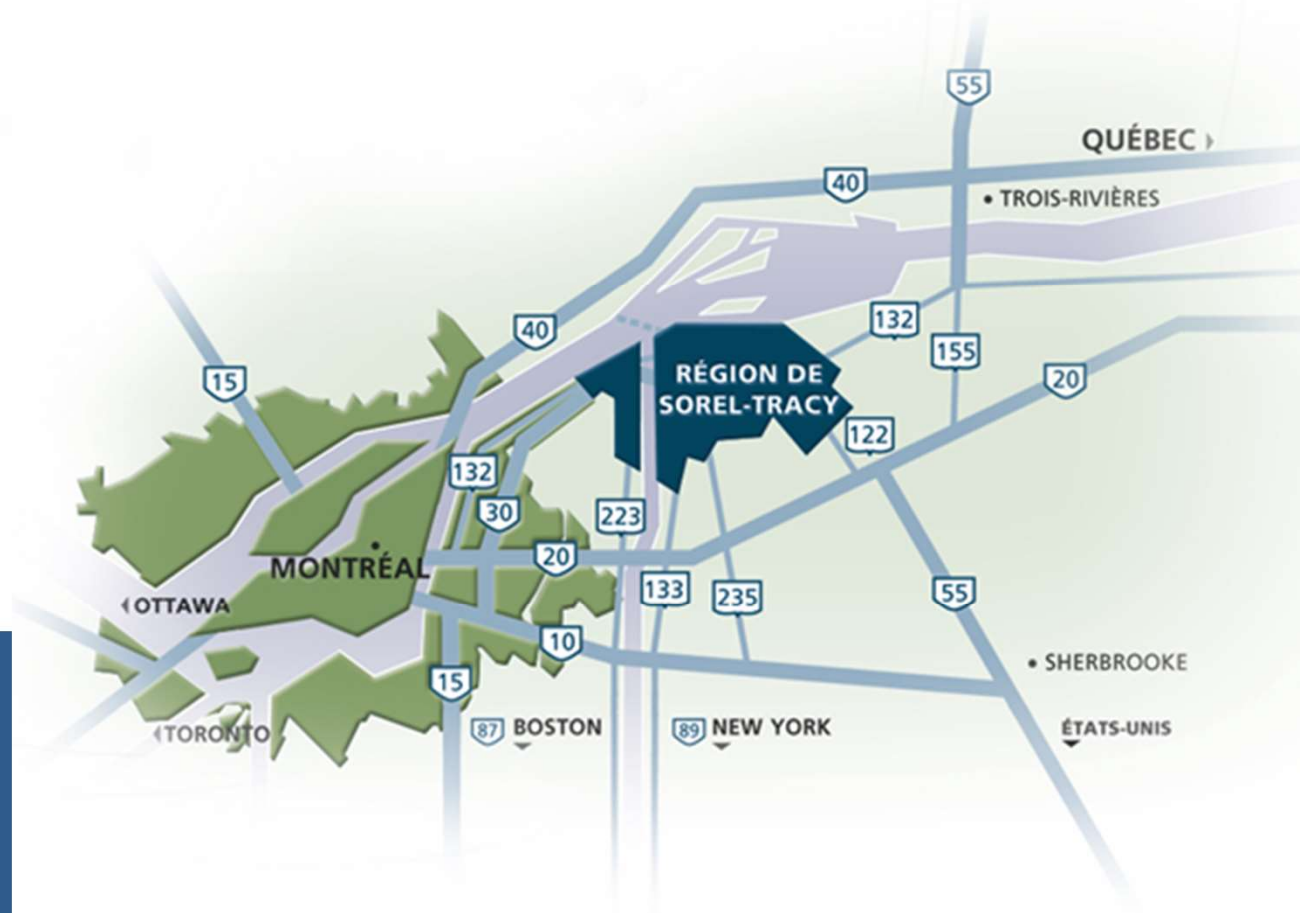 55
QUÉBEC
40
TROIS-RIVIÈRES
132
40
155
RÉGION DE
SOREL-TRACY
15
20
122
132
30
223
20
MONTRÉAL
133
235
55
OTTAWA
10
SHERBROOKE
15
TORONTO
87 BOSTON
89 NEW YORK
ÉTATS-UNIS